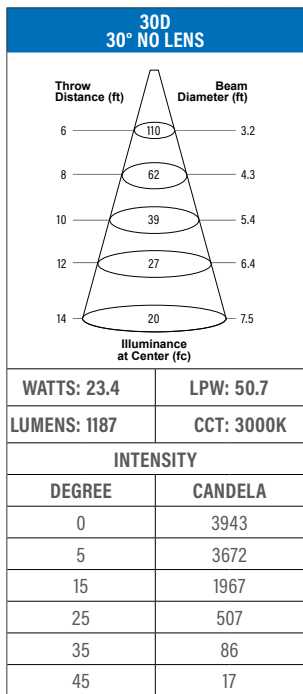 30D
30° NO LENS
Throw
Distance (ft)
Beam
Diameter (ft)
6 110 3.2
8 62 4.3
10 39 5.4
12 27 6.4
14 20 7.5
Illuminance
at Center (fc)
WATTS: 23.4 LPW: 50.7
LUMENS: 1187 CCT: 3000K
INTENSITY
DEGREE CANDELA
0 3943
5 3672
15 1967
25 507
35 86
45 17